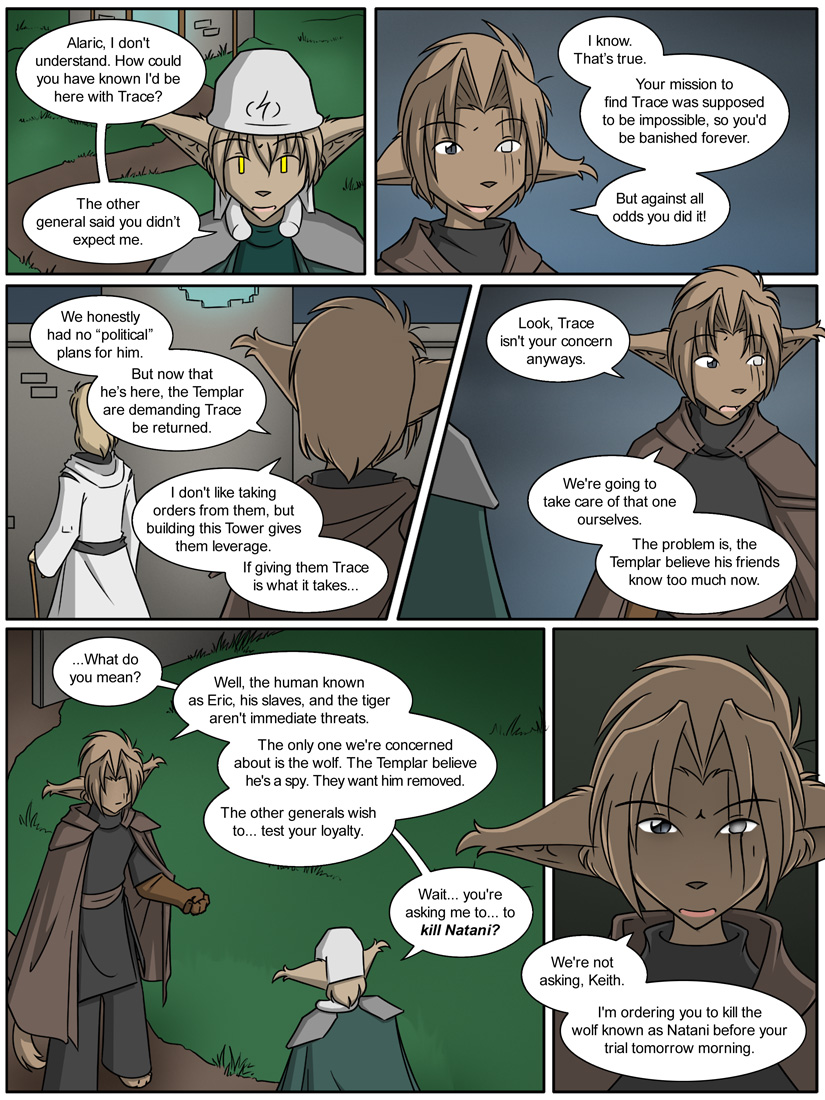 Alaric, I don't
understand. How could
you have known I'd be
here with Trace?
The other
general said you didn't
expect me.
I know.
That's true.
Your mission to
find Trace was supposed
to be impossible, so you'd
be banished forever.
But against all
odds you did it!
We honestly
had no “political”
plans for him.
But now that
he's here, the Templar
are demanding Trace
be returned.
I don't like taking
orders from them, but
building this Tower gives
them leverage.
If giving them Trace
is what it takes...
Look, Trace
isn't your concern
anyways.
We're going to
take care of that one
ourselves.
The problem is, the
Templar believe his friends
know too much now.
...What do
you mean?
Well, the human known
as Eric, his slaves, and the tiger
aren't immediate threats.
The only one we're concerned
about is the wolf. The Templar believe
he's a spy. They want him removed.
The other generals wish
to... test your loyalty.
Wait... you're
asking me to... to
kill Natani?
We're not
asking, Keith.
I'm ordering you to kill the
wolf known as Natani before your
trial tomorrow morning.